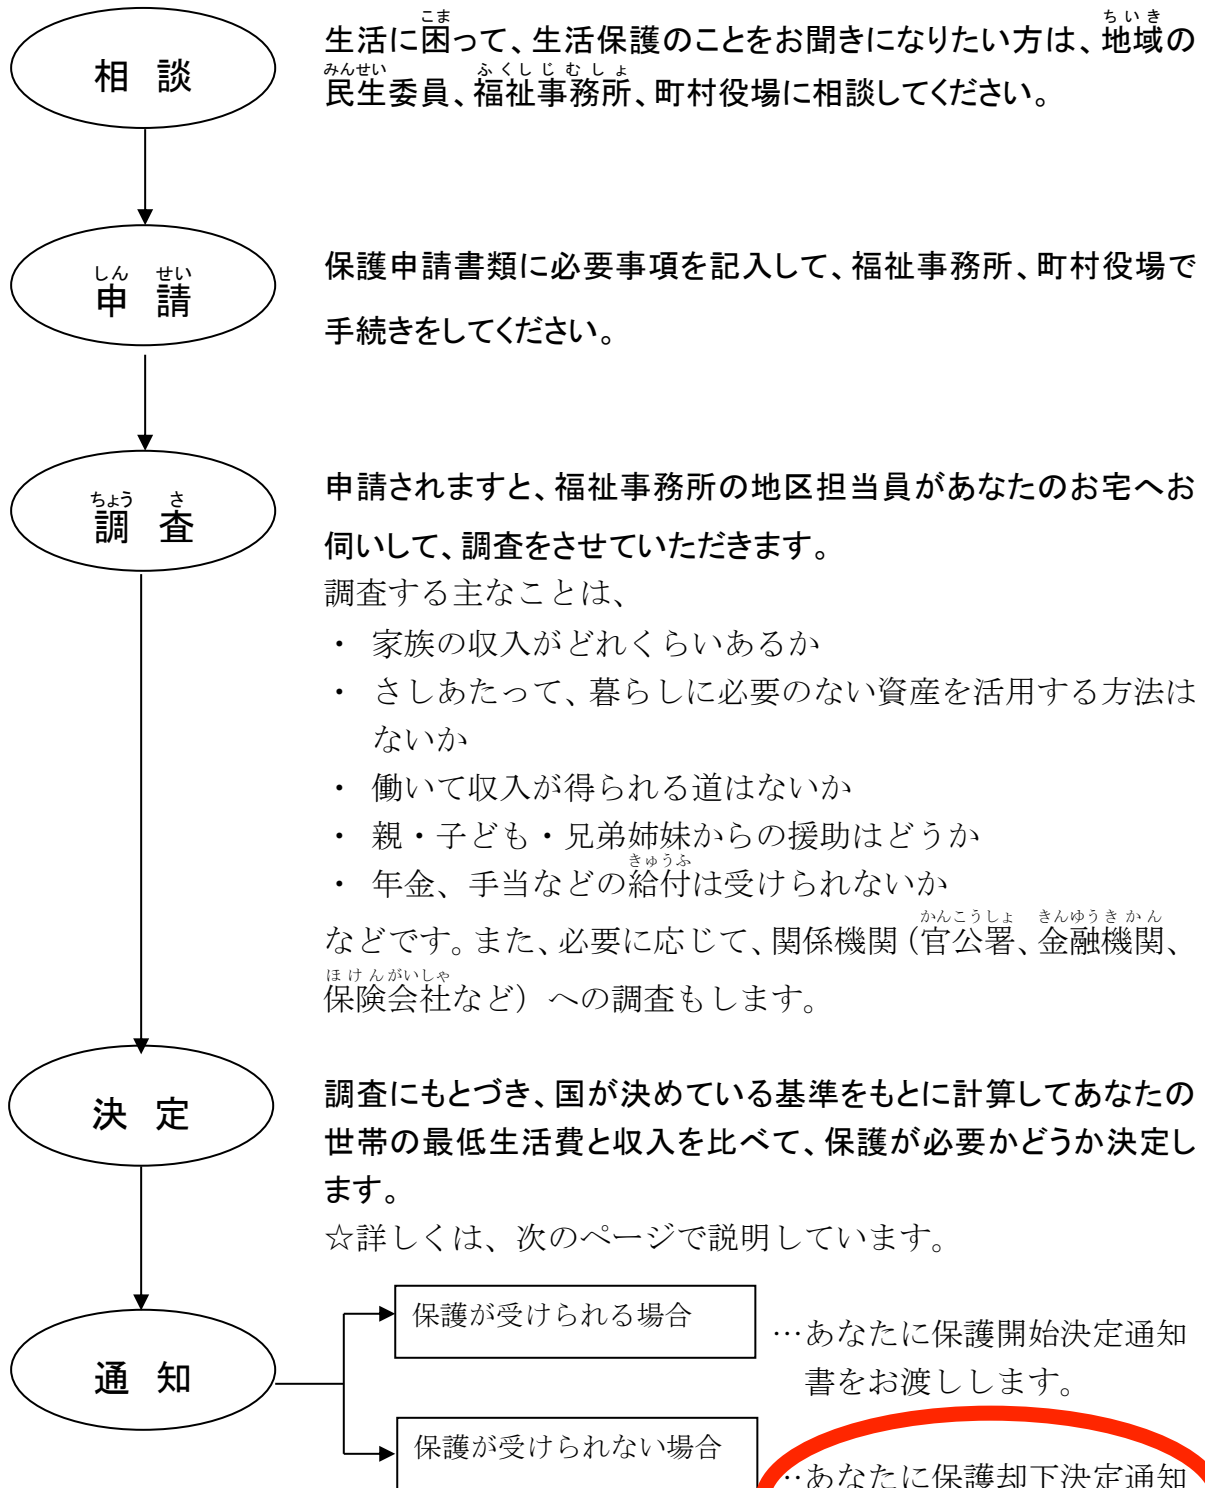 相 談
生活に困って、生活保護のことをお聞きになりたい方は、地域の
民生委員、福祉事務所、町村役場に相談してください。
申 請
保護申請書類に必要事項を記入して、福祉事務所、町村役場で
手続きをしてください。
調 査
申請されますと、福祉事務所の地区担当員があなたのお宅へお
伺いして、調査をさせていただきます。
調査する主なことは、
・ 家族の収入がどれくらいあるか
・ さしあたって、暮らしに必要のない資産を活用する方法は
ないか
・ 働いて収入が得られる道はないか
・ 親・子ども・兄弟姉妹からの援助はどうか
・ 年金、手当などの給付は受けられないか
などです。また、必要に応じて、関係機関（官公署、金融機関、
保険会社など）への調査もします。
決 定
調査にもとづき、国が決めている基準をもとに計算してあなたの
世帯の最低生活費と収入を比べて、保護が必要かどうか決定し
ます。
☆詳しくは、次のページで説明しています。
通 知
保護が受けられる場合
…あなたに保護開始決定通知
書をお渡しします。
保護が受けられない場合
…あなたに保護却下決定通知